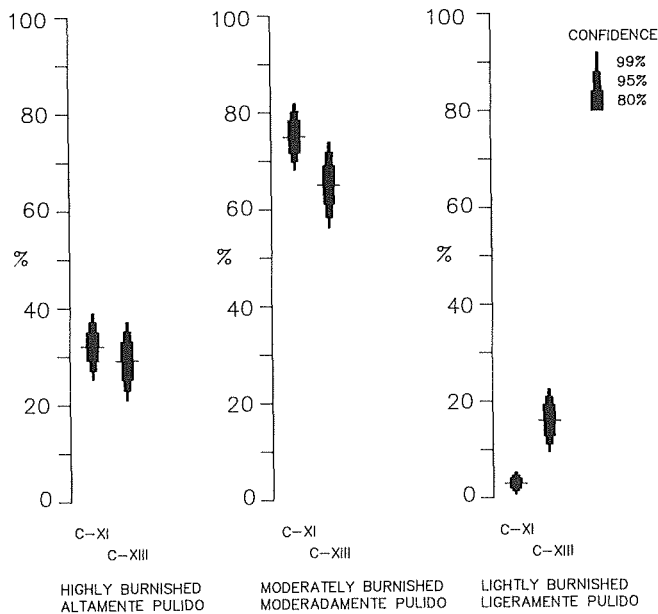 100
80
60
%
40
20
0
C-XI
C-XIII
HIGHLY BURNISHED
ALTAMENTE PULIDO
100
80
60
%
40
20
0
C-XI
C-XIII
MODERATELY BURNISHED
MODERADAMENTE PULIDO
100
80
60
%
40
20
0
C-XI
C-XIII
LIGHTLY BURNISHED
LIGERAMENTE PULIDO
CONFIDENCE
99%
95%
80%